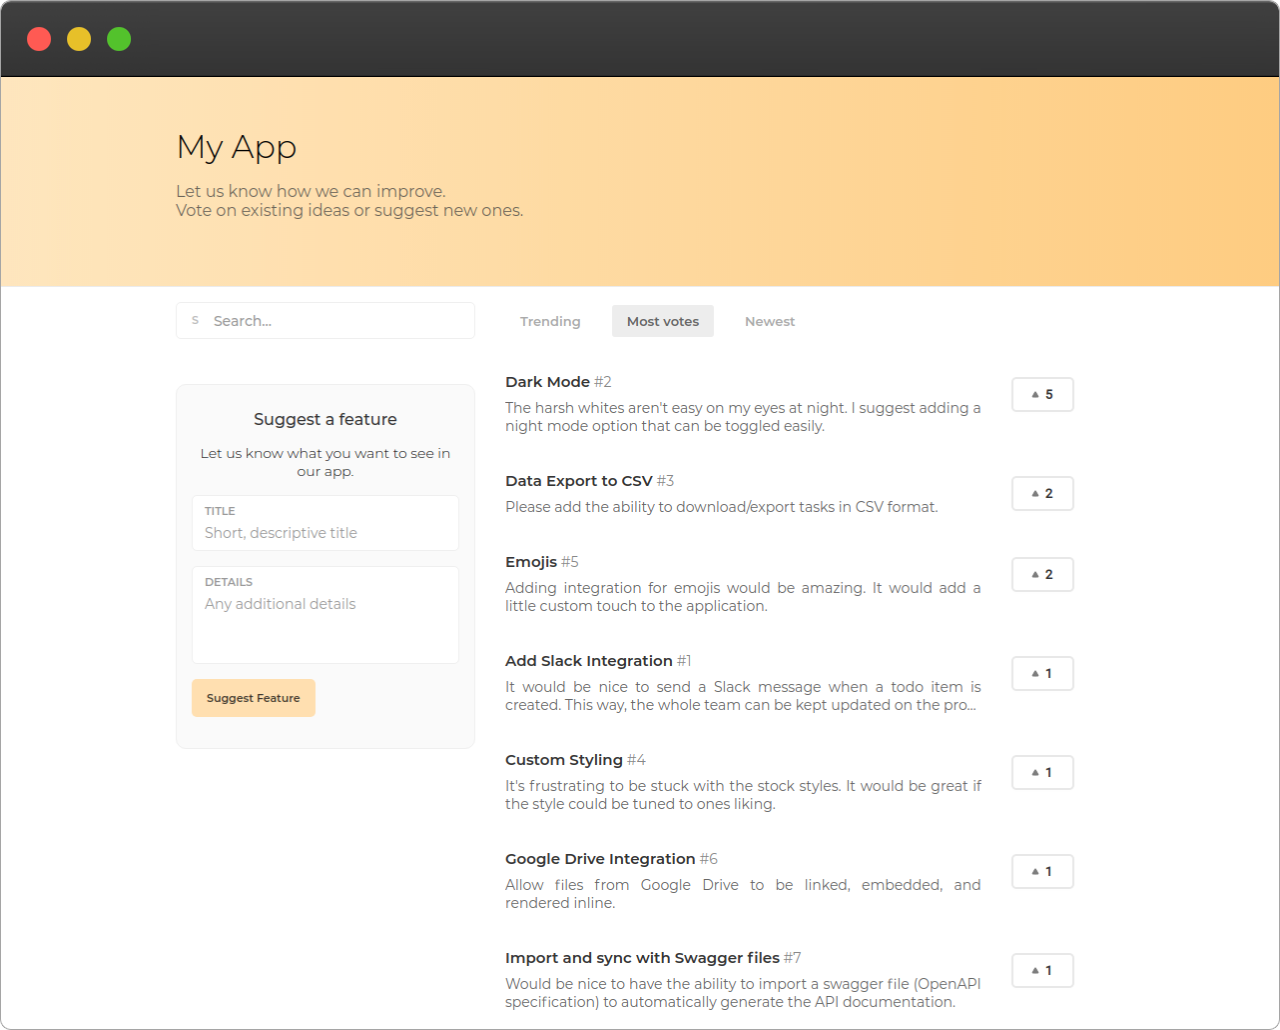 My App
Let us know how we can improve.
Vote on existing ideas or suggest new ones.
S Search...
Trending Most votes Newest
Suggest a feature
Let us know what you want to see in
our app.
TITLE
Short, descriptive title
DETAILS
Any additional details
Suggest Feature
Dark Mode #2
The harsh whites aren't easy on my eyes at night. I suggest adding a
night mode option that can be toggled easily.
5
Data Export to CSV #3
Please add the ability to download/export tasks in CSV format.
2
Emojis #5
Adding integration for emojis would be amazing. It would add a
little custom touch to the application.
2
Add Slack Integration #1
It would be nice to send a Slack message when a todo item is
created. This way, the whole team can be kept updated on the pro...
1
Custom Styling #4
It's frustrating to be stuck with the stock styles. It would be great if
the style could be tuned to ones liking.
1
Google Drive Integration #6
Allow files from Google Drive to be linked, embedded, and
rendered inline.
1
Import and sync with Swagger files #7
Would be nice to have the ability to import a swagger file (OpenAPI
specification) to automatically generate the API documentation.
1